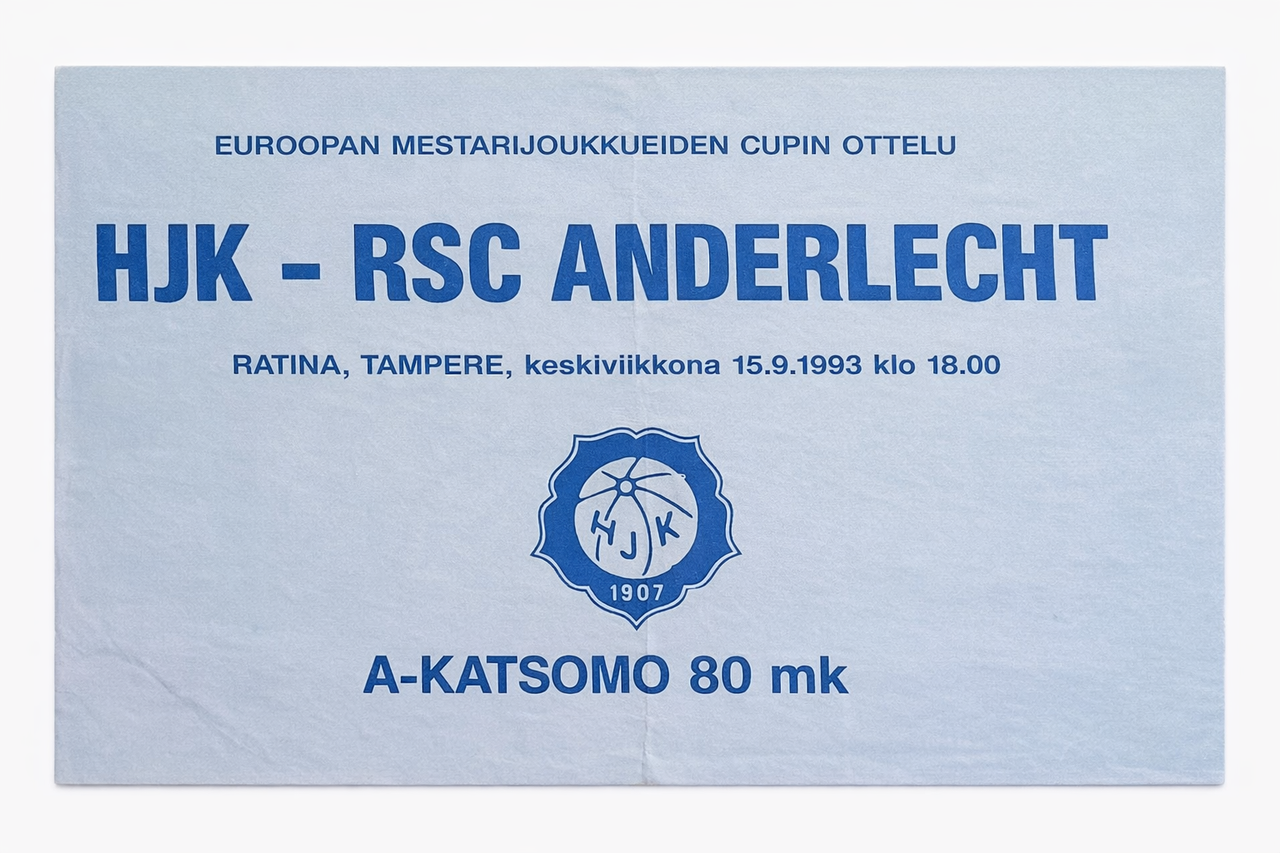 EUROOPAN MESTARIJOUKKUEIDEN CUPIN OTTELU
HJK – RSC ANDERLECHT
RATINA, TAMPERE, keskiviikkona 15.9.1993 klo 18.00
HJK
1907
A-KATSOMO 80 mk